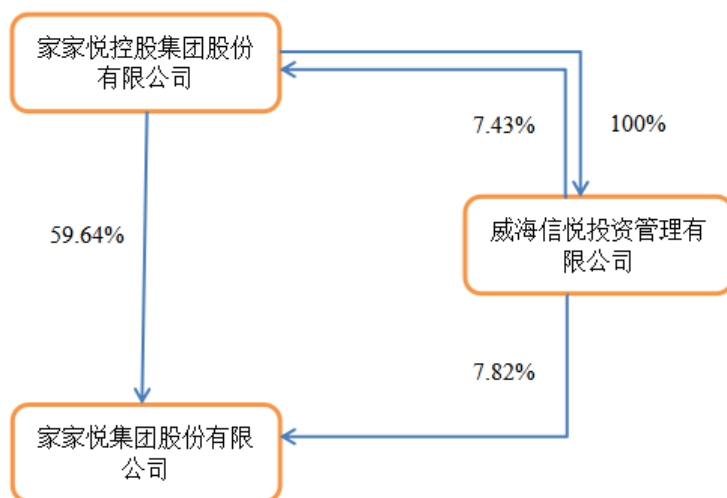 家家悦控股集团股份
有限公司
7.43%
100%
威海信悦投资管理有
限公司
59.64%
7.82%
家家悦集团股份有限
公司